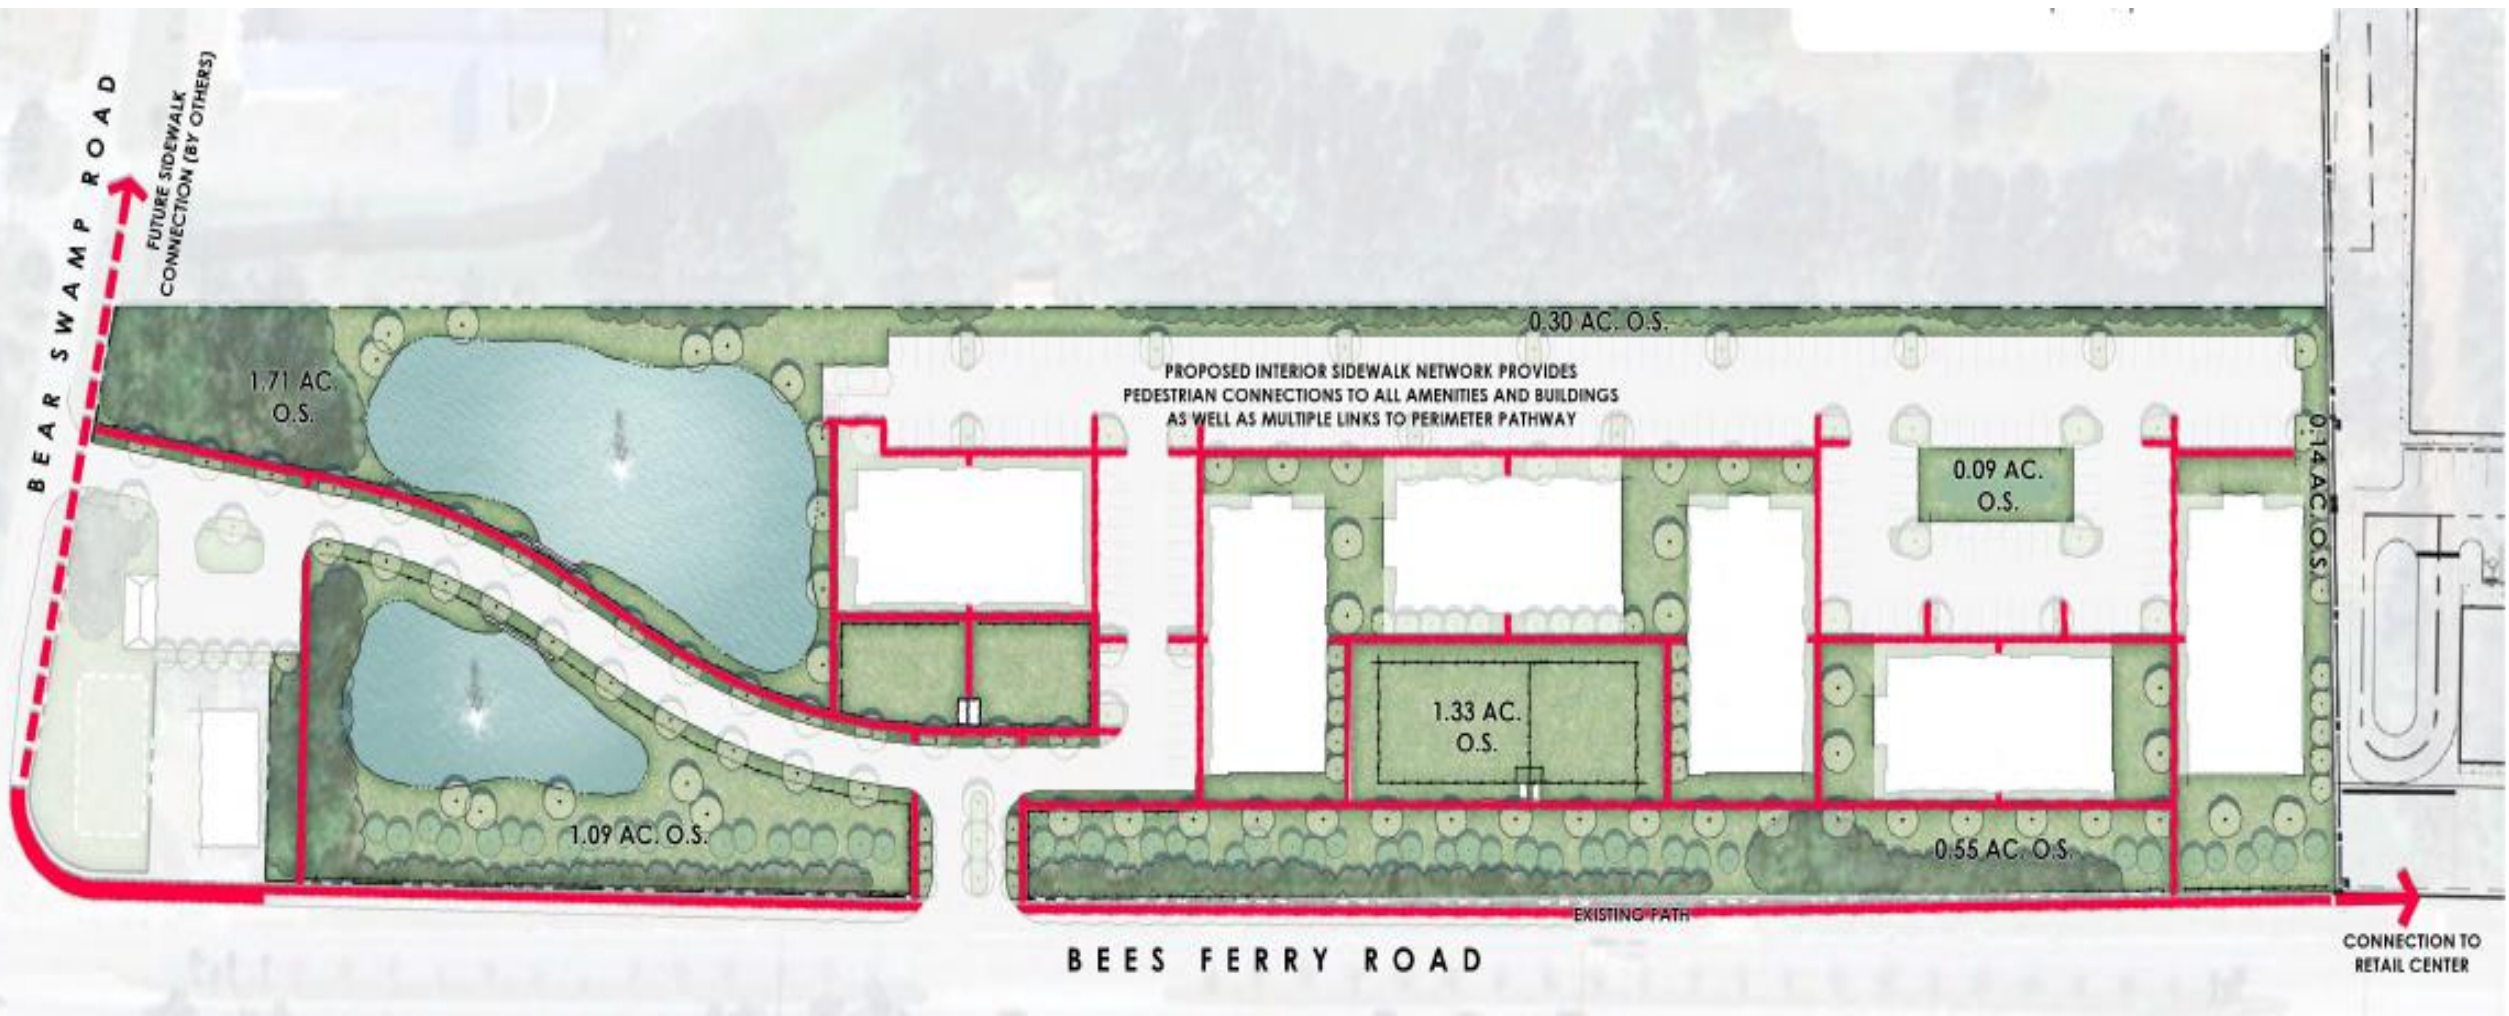 BEAR SWAMP ROAD
FUTURE SIDEWALK
CONNECTION (BY OTHERS)
0.30 AC. O.S.
1.71 AC.
O.S.
PROPOSED INTERIOR SIDEWALK NETWORK PROVIDES
PEDESTRIAN CONNECTIONS TO ALL AMENITIES AND BUILDINGS
AS WELL AS MULTIPLE LINKS TO PERIMETER PATHWAY
0.09 AC.
O.S.
0.14 AC. O.S.
1.33 AC.
O.S.
1.09 AC. O.S.
0.55 AC. O.S.
EXISTING PATH
BEES FERRY ROAD
CONNECTION TO
RETAIL CENTER